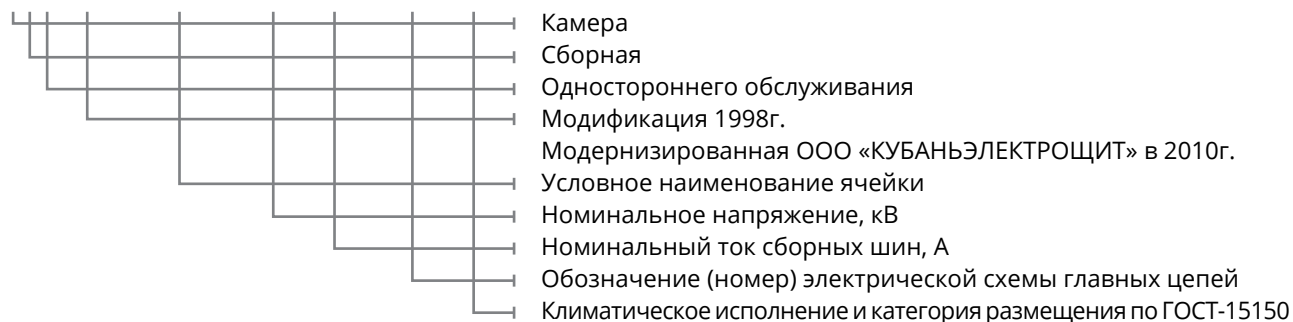 Камера
Сборная
Одностороннего обслуживания
Модификация 1998г.
Модернизированная ООО «КУБАНЬЭЛЕКТРОЩИТ» в 2010г.
Условное наименование ячейки
Номинальное напряжение, кВ
Номинальный ток сборных шин, А
Обозначение (номер) электрической схемы главных цепей
Климатическое исполнение и категория размещения по ГОСТ-15150